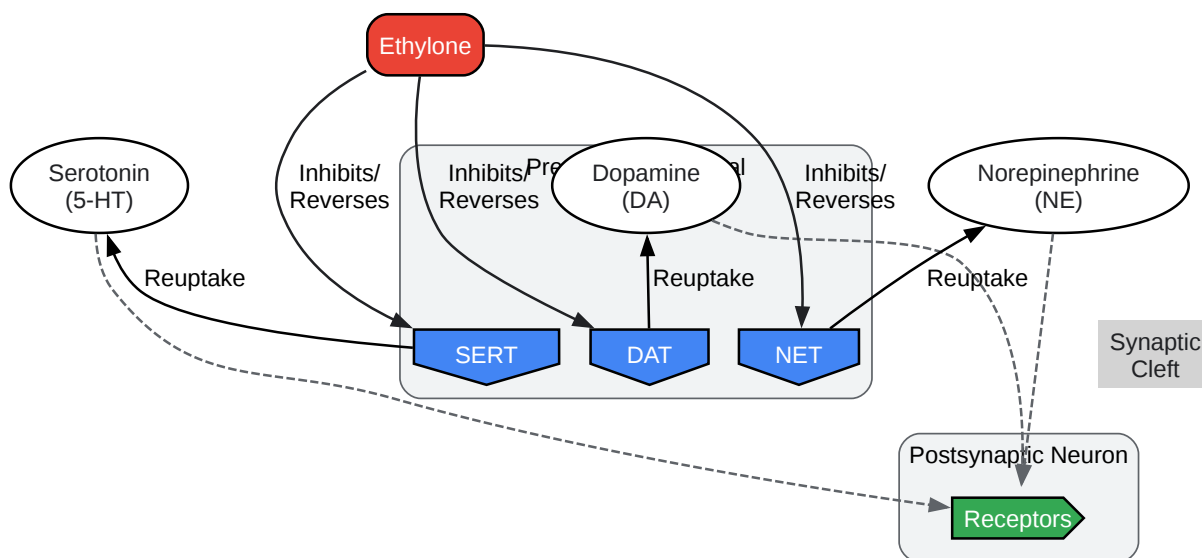 Ethylone
Serotonin
(5-HT)
Inhibits/
Reverses
Inhibits/
Reverses
Dopamine
(DA)
Inhibits/
Reverses
Norepinephrine
(NE)
Reuptake
Reuptake
Reuptake
SERT
DAT
NET
Synaptic
Cleft
Postsynaptic Neuron
Receptors